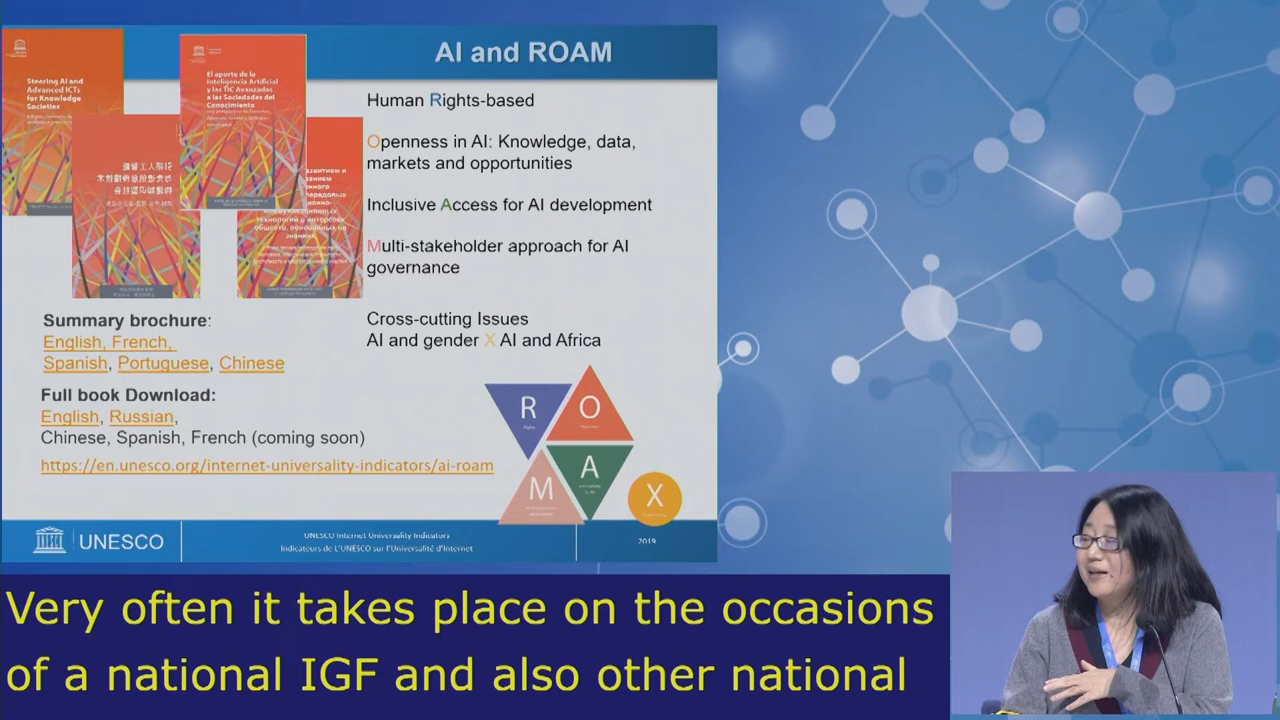 AI and ROAM
Steering AI and
Advanced ICTs
for Knowledge
Societies
El aporte de la
Inteligencia Artificial
y las TIC Avanzadas
a las Sociedades del
Conocimiento
Human Rights-based
Openness in AI: Knowledge, data,
markets and opportunities
Inclusive Access for AI development
Multi-stakeholder approach for AI
governance
Cross-cutting Issues
AI and gender X AI and Africa
Summary brochure:
English, French,
Spanish, Portuguese, Chinese
Full book Download:
English, Russian,
Chinese, Spanish, French (coming soon)
https://en.unesco.org/internet-universality-indicators/ai-roam
R
O
A
M
X
UNESCO
UNESCO Internet Universality Indicators
Indicateurs de L'UNESCO sur l'Universalité d'Internet
2019
Very often it takes place on the occasions
of a national IGF and also other national